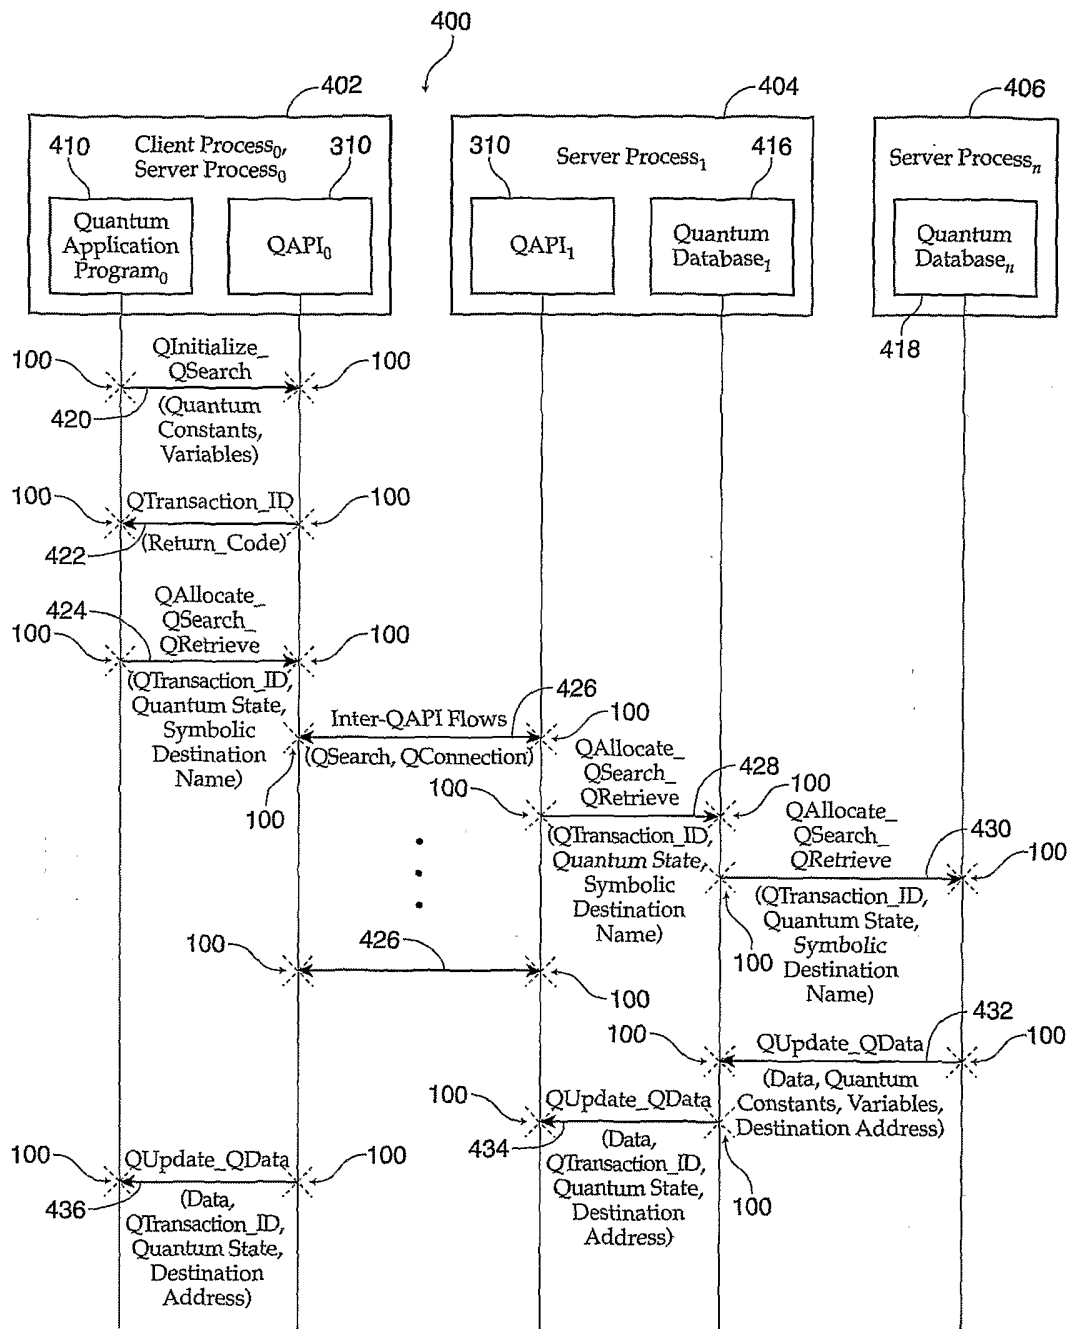 400
402
404
406
410
Client Process0,
Server Process0
310
310
Server Process1
416
Server Processn
Quantum
Application
Program0
QAPI0
QAPI1
Quantum
Database1
Quantum
Databasen
418
100
QInitialize_
QSearch
100
420
(Quantum
Constants,
Variables)
100
QTransaction_ID
100
422
(Return_Code)
424
QAllocate_
QSearch_
QRetrieve
100
100
(QTransaction_ID,
Quantum State,
Symbolic
Destination
Name)
426
Inter-QAPI Flows
100
(QSearch, QConnection)
100
QAllocate_
QSearch_
QRetrieve
428
100
100
(QTransaction_ID,
Quantum State,
Symbolic
Destination
Name)
QAllocate_
QSearch_
QRetrieve
430
100
(QTransaction_ID,
Quantum State,
Symbolic
Destination
Name)
100
100
426
100
432
100
QUpdate_QData
100
(Data, Quantum
Constants, Variables,
Destination Address)
100
QUpdate_QData
434
(Data,
QTransaction_ID,
Quantum State,
Destination
Address)
100
100
QUpdate_QData
100
436
(Data,
QTransaction_ID,
Quantum State,
Destination
Address)